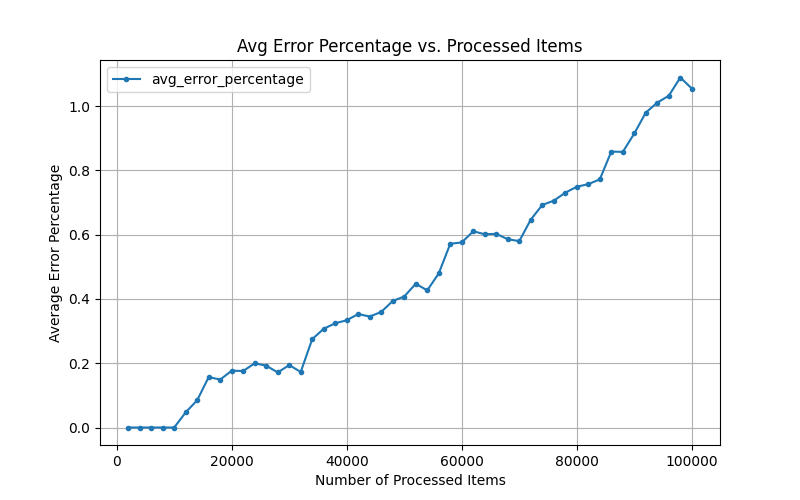 Avg Error Percentage vs. Processed Items
avg_error_percentage
Average Error Percentage
1.0
0.8
0.6
0.4
0.2
0.0
0 20000 40000 60000 80000 100000
Number of Processed Items